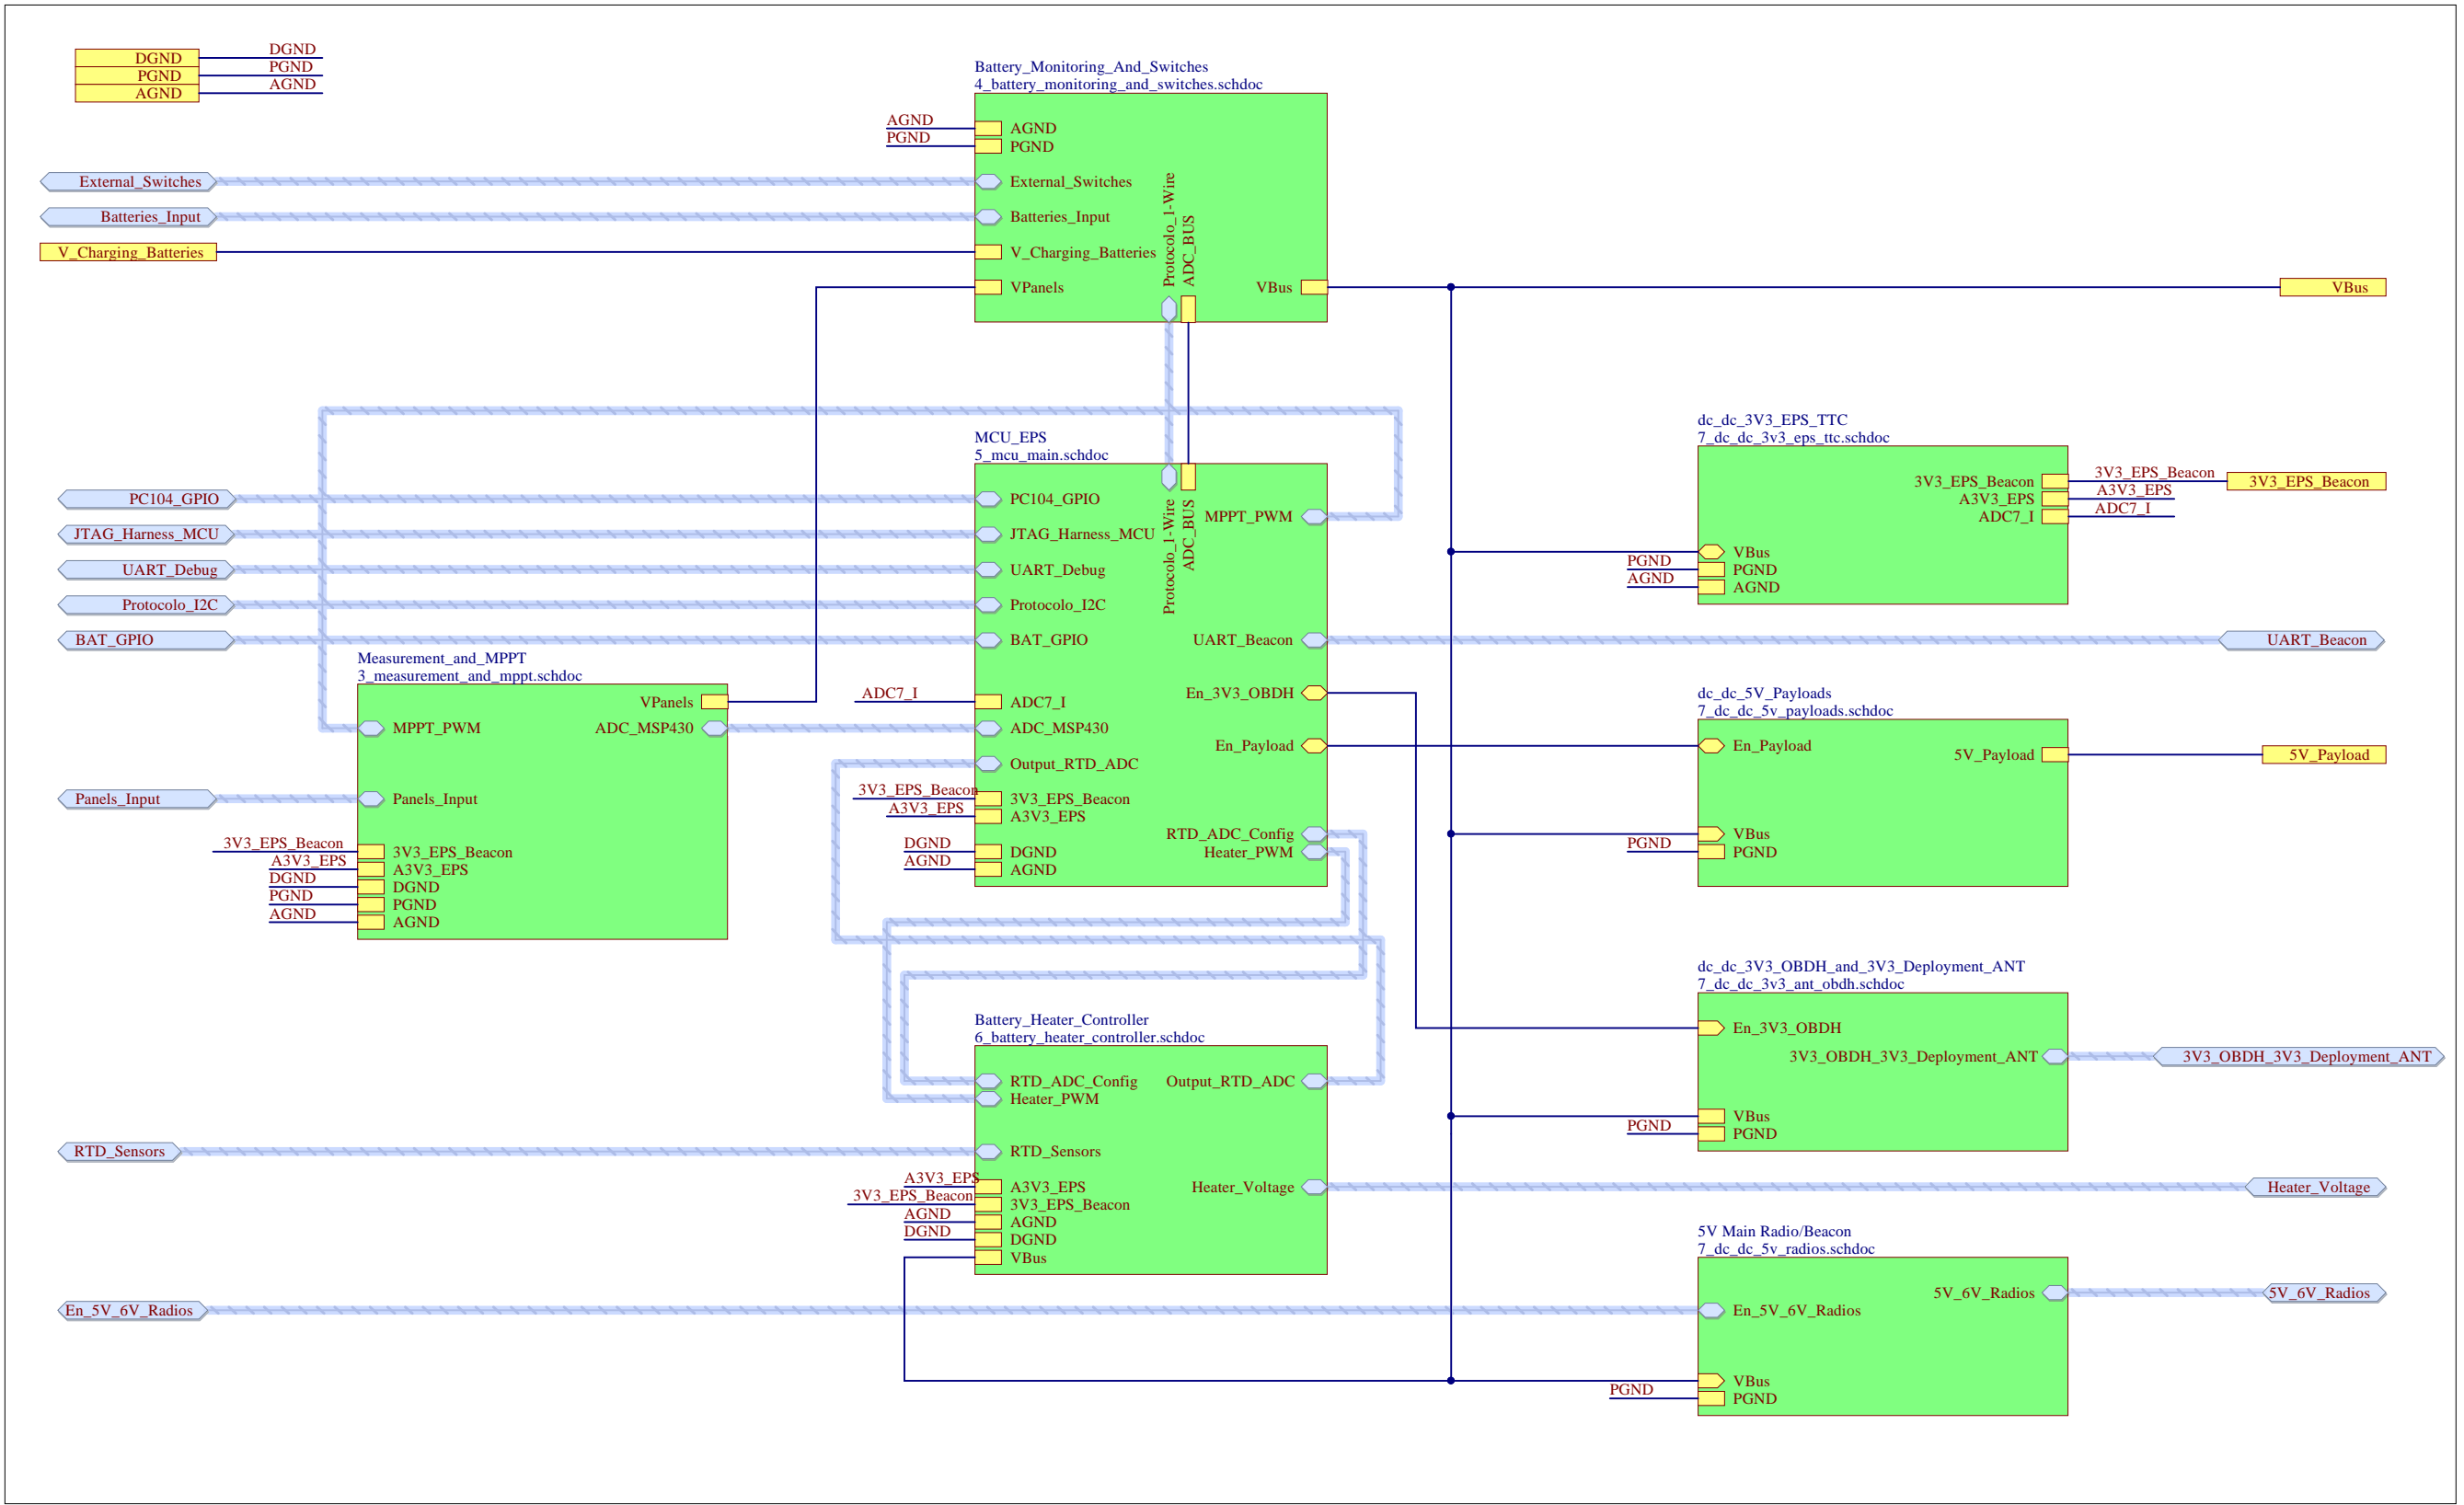 DGND
DGND
PGND
PGND
AGND
AGND
Battery_Monitoring_And_Switches
4_battery_monitoring_and_switches.schdoc
AGND
AGND
PGND
PGND
External_Switches
External_Switches
Batteries_Input
Batteries_Input
V_Charging_Batteries
V_Charging_Batteries
VPanels
Protocolo_1-Wire
ADC_BUS
VBus
VBus
MCU_EPS
5_mcu_main.schdoc
PC104_GPIO
PC104_GPIO
JTAG_Harness_MCU
JTAG_Harness_MCU
UART_Debug
UART_Debug
Protocolo_I2C
Protocolo_I2C
BAT_GPIO
BAT_GPIO
Protocolo_1-Wire
ADC_BUS
MPPT_PWM
UART_Beacon
UART_Beacon
En_3V3_OBDH
En_Payload
ADC7_I
ADC7_I
ADC_MSP430
Output_RTD_ADC
3V3_EPS_Beacon
3V3_EPS_Beacon
A3V3_EPS
A3V3_EPS
DGND
DGND
AGND
AGND
RTD_ADC_Config
Heater_PWM
Measurement_and_MPPT
3_measurement_and_mppt.schdoc
VPanels
MPPT_PWM
ADC_MSP430
Panels_Input
Panels_Input
3V3_EPS_Beacon
3V3_EPS_Beacon
A3V3_EPS
A3V3_EPS
DGND
DGND
PGND
PGND
AGND
AGND
Battery_Heater_Controller
6_battery_heater_controller.schdoc
RTD_ADC_Config
Output_RTD_ADC
Heater_PWM
RTD_Sensors
RTD_Sensors
A3V3_EPS
A3V3_EPS
3V3_EPS_Beacon
3V3_EPS_Beacon
AGND
AGND
DGND
DGND
VBus
Heater_Voltage
Heater_Voltage
dc_dc_3V3_EPS_TTC
7_dc_dc_3v3_eps_ttc.schdoc
3V3_EPS_Beacon
3V3_EPS_Beacon
3V3_EPS_Beacon
A3V3_EPS
A3V3_EPS
ADC7_I
ADC7_I
VBus
PGND
PGND
AGND
AGND
dc_dc_5V_Payloads
7_dc_dc_5v_payloads.schdoc
En_Payload
5V_Payload
5V_Payload
VBus
PGND
PGND
dc_dc_3V3_OBDH_and_3V3_Deployment_ANT
7_dc_dc_3v3_ant_obdh.schdoc
En_3V3_OBDH
3V3_OBDH_3V3_Deployment_ANT
3V3_OBDH_3V3_Deployment_ANT
VBus
PGND
PGND
5V Main Radio/Beacon
7_dc_dc_5v_radios.schdoc
5V_6V_Radios
5V_6V_Radios
En_5V_6V_Radios
En_5V_6V_Radios
VBus
PGND
PGND